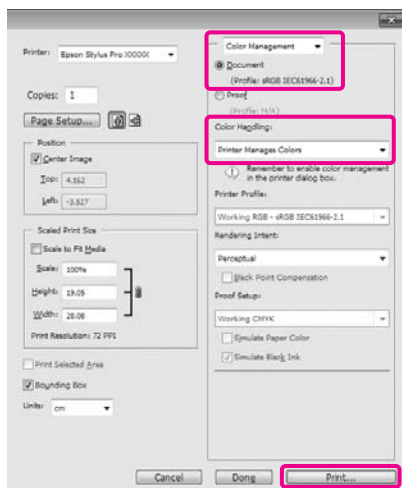 Printer: Epson Stylus Pro XXXXX
Copies: 1
Page Setup...
Position
Center Image
Top: 4.162
Left: -3.527
Scaled Print Size
Scale to Fit Media
Scale: 100%
Height: 19.05
Width: 28.08
Print Resolution: 72 PPI
Print Selected Area
Bounding Box
Units: cm
Color Management
Document
(Profile: sRGB IEC61966-2.1)
Proof
(Profile: N/A)
Color Handling:
Printer Manages Colors
Remember to enable color management
in the printer dialog box.
Printer Profile:
Working RGB - sRGB IEC61966-2.1
Rendering Intent:
Perceptual
Black Point Compensation
Proof Setup:
Working CMYK
Simulate Paper Color
Simulate Black Ink
Cancel
Done
Print...